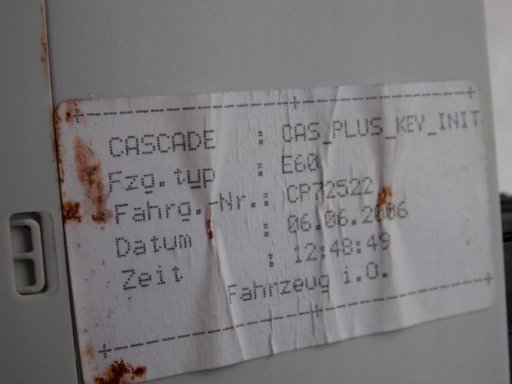 +------------------+------------------+
CASCADE : CAS_PLUS_KEY_INIT
Fzg.typ : E60
Fahrg.-Nr.: CP72522
Datum : 06.06.2006
Zeit : 12:48:49
Fahrzeug i.O.
+------------------+------------------+